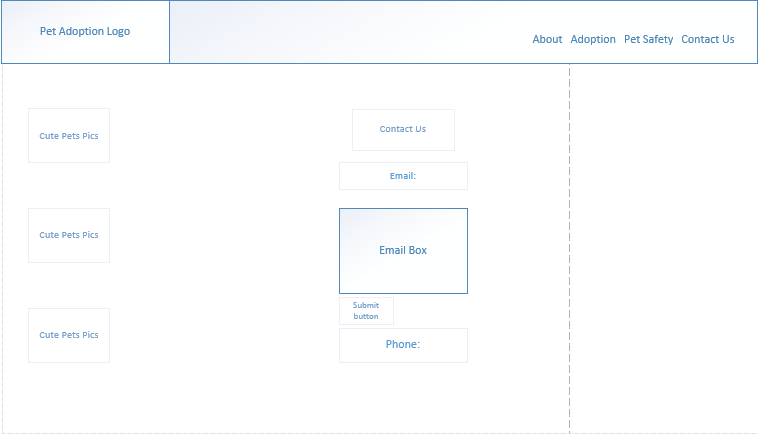 Pet Adoption Logo
About Adoption Pet Safety Contact Us
Cute Pets Pics
Contact Us
Email:
Cute Pets Pics
Email Box
Submit
button
Cute Pets Pics
Phone: